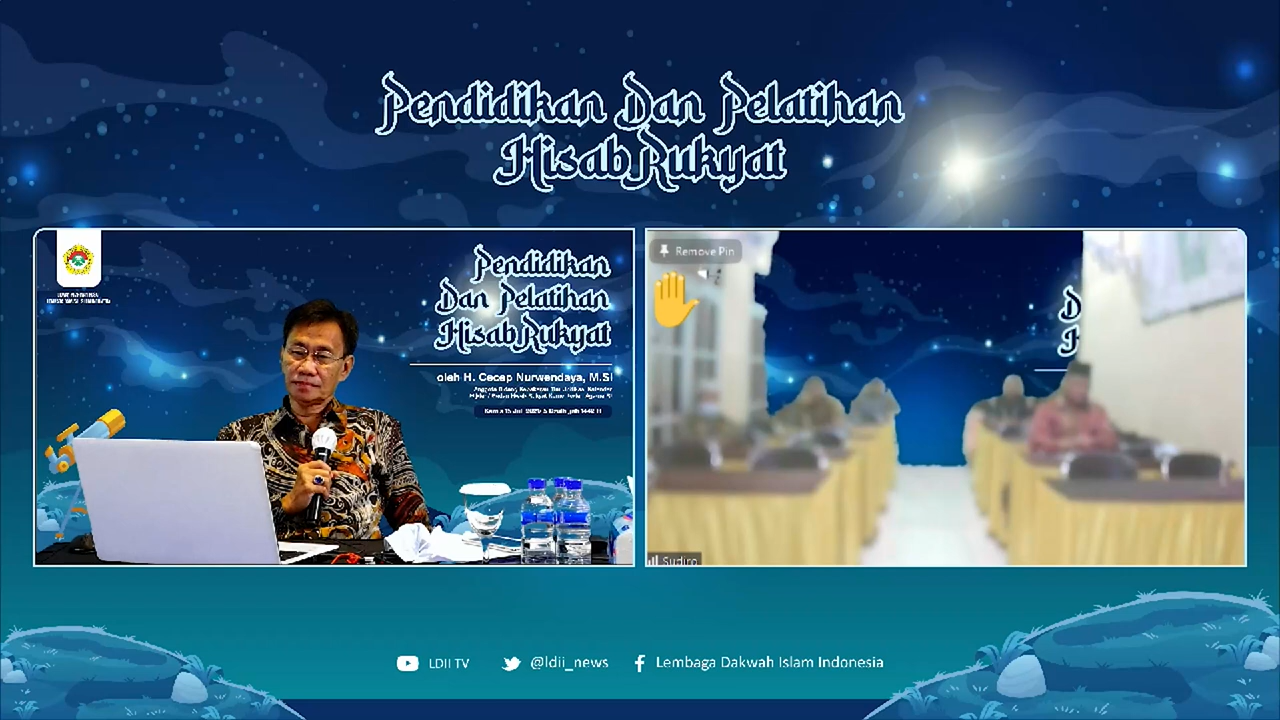 Pendidikan Dan Pelatihan
HisabRukyat
Pendidikan
Dan Pelatihan
HisabRukyat
oleh H. Cecep Nurwendaya, M.Si
Remove Pin
Sudiro
LDII TV
@ldii_news
Lembaga Dakwah Islam Indonesia